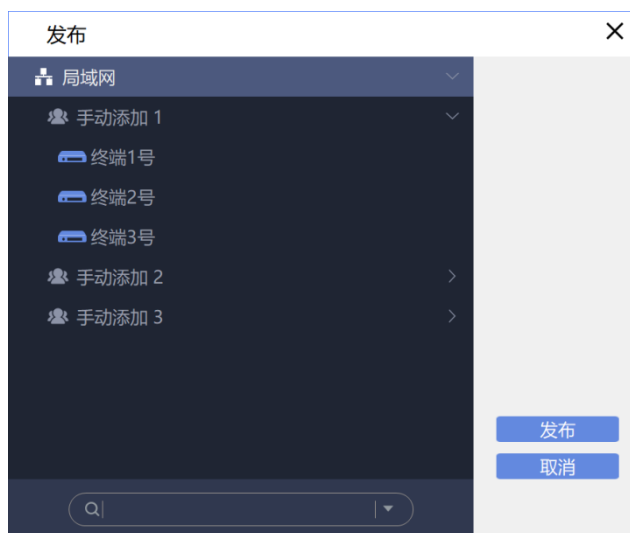 发布
局域网
手动添加 1
终端1号
终端2号
终端3号
手动添加 2
手动添加 3
发布
取消